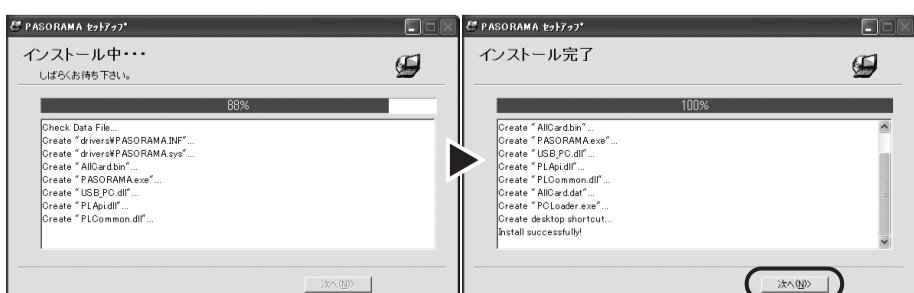 PASORAMA セットアップ
インストール中・・・
しばらくお待ち下さい。
88%
Check Data File...
Create "drivers¥PASORAMA.INF"...
Create "drivers¥PASORAMA.sys"...
Create "AllCard.bin"...
Create "PASORAMA.exe"...
Create "USB_PC.dll"...
Create "PLApi.dll"...
Create "PLCommon.dll"...
次へ(N)>
PASORAMA セットアップ
インストール完了
100%
Create "AllCard.bin"...
Create "PASORAMA.exe"...
Create "USB_PC.dll"...
Create "PLApi.dll"...
Create "PLCommon.dll"...
Create "AllCard.dat"...
Create "PCLoader.exe"...
Create desktop shortcut...
Install successfully!
次へ(N)>